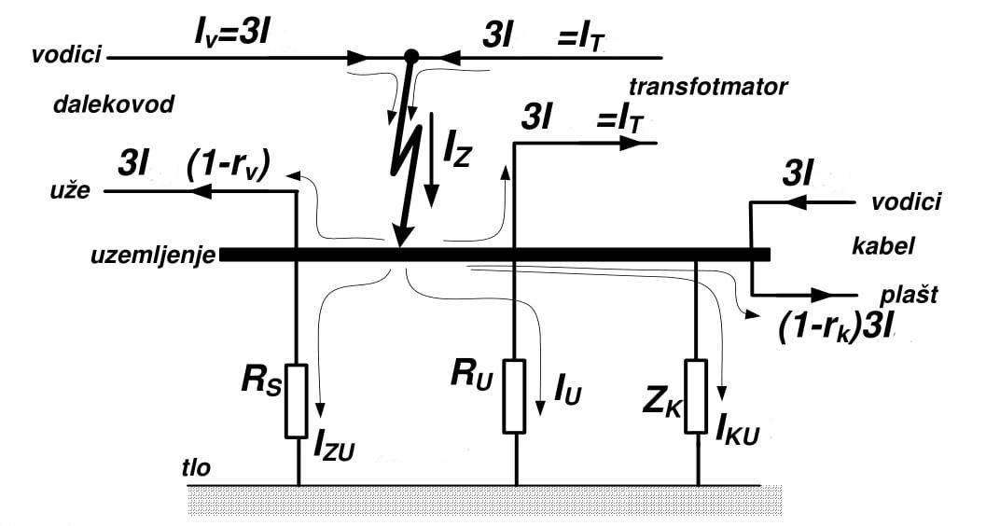 I_V=3I
3I =I_T
vodici
transfotmator
dalekovod
3I =I_T
I_Z
3I (1-r_v)
3I
uže
vodici
kabel
uzemljenje
plašt
(1-r_k)3I
R_S
R_U
I_U
Z_K
I_KU
I_ZU
tlo